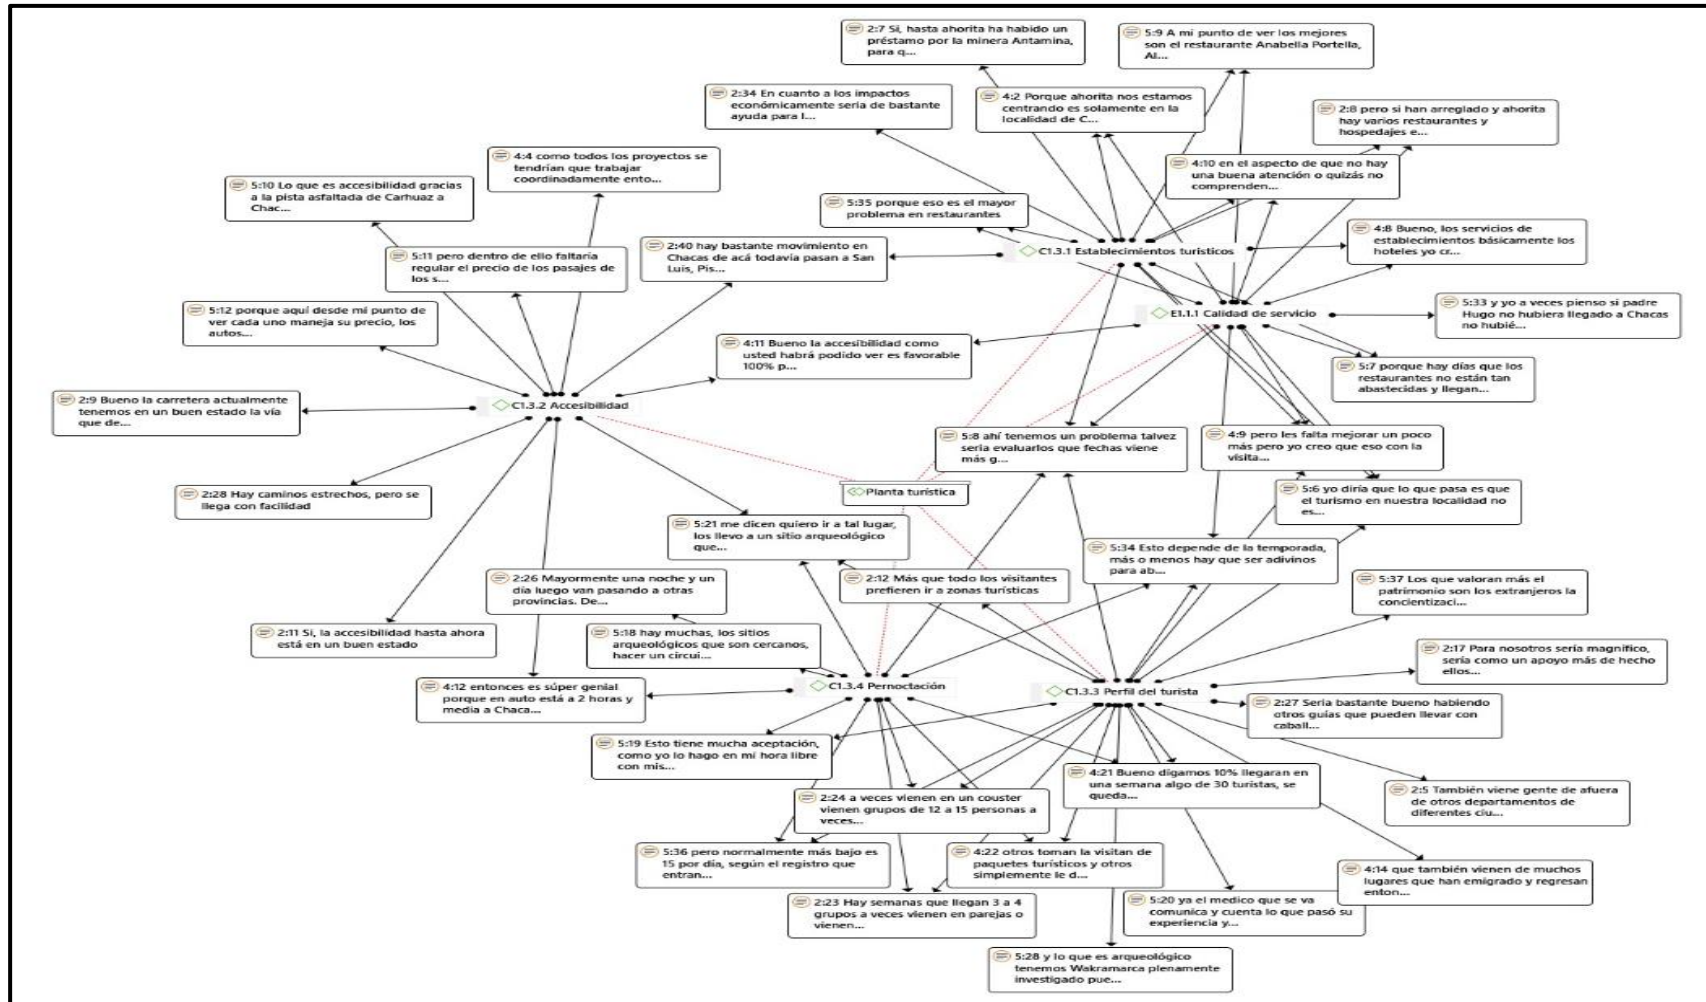 2:7 Si, hasta ahorita ha habido un
préstamo por la minera Antamina,
para q...
5:9 A mi punto de ver los mejores
son el restaurante Anabella Portella,
Al...
2:34 En cuanto a los impactos
económicamente seria de bastante
ayuda para l...
4:2 Porque ahorita nos estamos
centrando es solamente en la
localidad de C...
2:8 pero si han arreglado y ahorita
hay varios restaurantes y
hospedajes e...
4:4 como todos los proyectos se
tendrían que trabajar
coordinadamente ento...
4:10 en el aspecto de que no hay
una buena atención o quizás no
comprenden...
5:10 Lo que es accesibilidad gracias
a la pista asfaltada de Carhuaz a
Chac...
5:35 porque eso es el mayor
problema en restaurantes
4:8 Bueno, los servicios de
establecimientos básicamente los
hoteles yo cr...
2:40 hay bastante movimiento en
Chacas de acá todavía pasan a San
Luis, Pis...
C1.3.1 Establecimientos turísticos
5:11 pero dentro de ello faltaría
regular el precio de los pasajes de
los s...
5:12 porque aquí desde mi punto de
ver cada uno maneja su precio, los
autos...
E1.1.1 Calidad de servicio
5:33 y yo a veces pienso si padre
Hugo no hubiera llegado a Chacas
no hubié...
4:11 Bueno la accesibilidad como
usted habrá podido ver es favorable
100% p...
5:7 porque hay días que los
restaurantes no están tan
abastecidas y llegan...
2:9 Bueno la carretera actualmente
tenemos en un buen estado la vía
que de...
C1.3.2 Accesibilidad
5:8 ahí tenemos un problema talvez
seria evaluarlos que fechas viene
más g...
4:9 pero les falta mejorar un poco
más pero yo creo que eso con la
visita...
2:28 Hay caminos estrechos, pero se
llega con facilidad
Planta turística
5:6 yo diría que lo que pasa es que
el turismo en nuestra localidad no
es...
5:21 me dicen quiero ir a tal lugar,
los llevo a un sitio arqueológico
que...
5:34 Esto depende de la temporada,
más o menos hay que ser adivinos
para ab...
2:26 Mayormente una noche y un
día luego van pasando a otras
provincias. De...
2:12 Más que todo los visitantes
prefieren ir a zonas turísticas
5:37 Los que valoran más el
patrimonio son los extranjeros la
concientizaci...
2:11 Si, la accesibilidad hasta ahora
está en un buen estado
5:18 hay muchas, los sitios
arqueológicos que son cercanos,
hacer un circui...
2:17 Para nosotros sería magnífico,
sería como un apoyo más de hecho
ellos...
4:12 entonces es súper genial
porque en auto está a 2 horas y
media a Chaca...
C1.3.4 Pernoctación
C1.3.3 Perfil del turista
2:27 Seria bastante bueno habiendo
otros guías que pueden llevar con
caball...
5:19 Esto tiene mucha aceptación,
como yo lo hago en mi hora libre
con mis...
4:21 Bueno digamos 10% llegaran en
una semana algo de 30 turistas, se
queda...
2:24 a veces vienen en un couster
vienen grupos de 12 a 15 personas a
veces...
2:5 También viene gente de afuera
de otros departamentos de
diferentes ciu...
5:36 pero normalmente más bajo es
15 por día, según el registro que
entran...
4:22 otros toman la visitan de
paquetes turísticos y otros
simplemente le d...
4:14 que también vienen de muchos
lugares que han emigrado y regresan
enton...
2:23 Hay semanas que llegan 3 a 4
grupos a veces vienen en parejas o
vienen...
5:20 ya el medico que se va
comunica y cuenta lo que pasó su
experiencia y...
5:28 y lo que es arqueológico
tenemos Wakramarca plenamente
investigado pue...